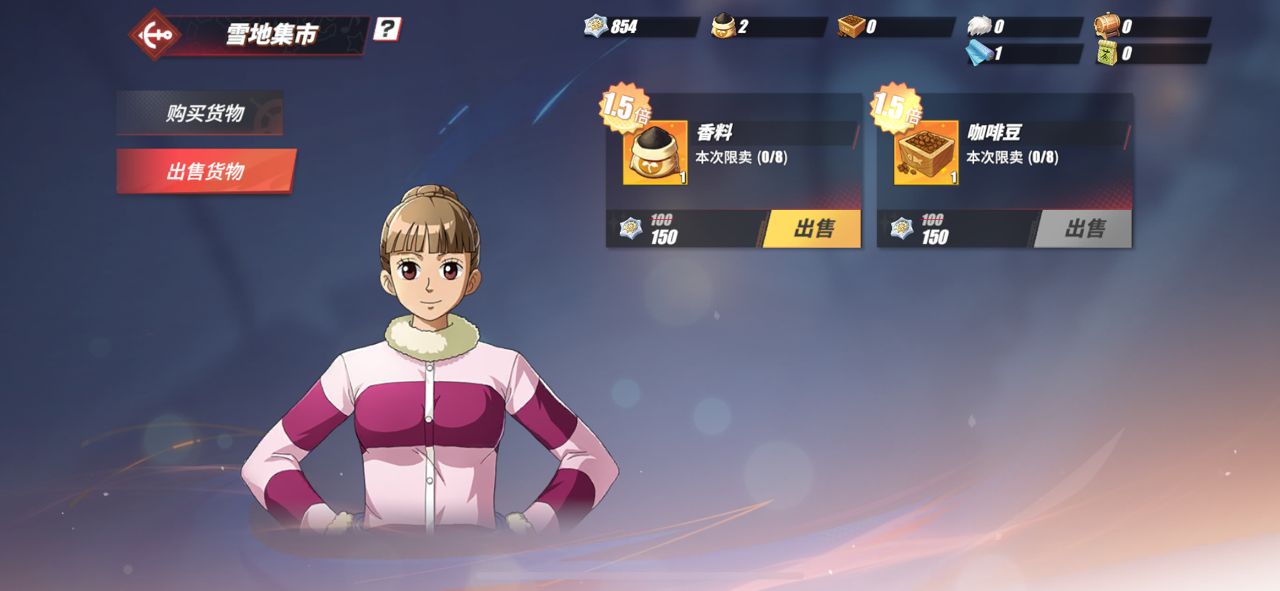 雪地集市
?
854
2
0
0
0
1
0
购买货物
出售货物
1.5倍
香料
本次限卖 (0/8)
1
100
150
出售
1.5倍
咖啡豆
本次限卖 (0/8)
1
100
150
出售